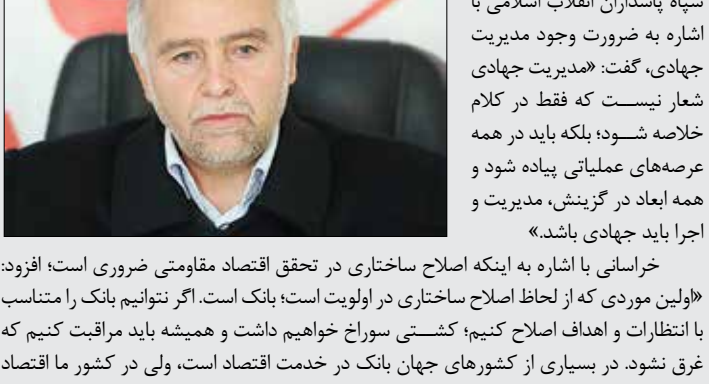 سپاه پاسداران انقلاب اسلامی با
اشاره به ضرورت وجود مدیریت
جهادی، گفت: «مدیریت جهادی
شعار نیست که فقط در کلام
خلاصه شود؛ بلکه باید در همه
عرصه‌های عملیاتی پیاده شود و
همه ابعاد در گزینش، مدیریت و
اجرا باید جهادی باشد.»
خراسانی با اشاره به اینکه اصلاح ساختاری در تحقق اقتصاد مقاومتی ضروری است؛ افزود:
«اولین موردی که از لحاظ اصلاح ساختاری در اولویت است؛ بانک است. اگر نتوانیم بانک را متناسب
با انتظارات و اهداف اصلاح کنیم؛ کشتی سوراخ خواهیم داشت و همیشه باید مراقبت کنیم که
غرق نشود. در بسیاری از کشورهای جهان بانک در خدمت اقتصاد است، ولی در کشور ما اقتصاد